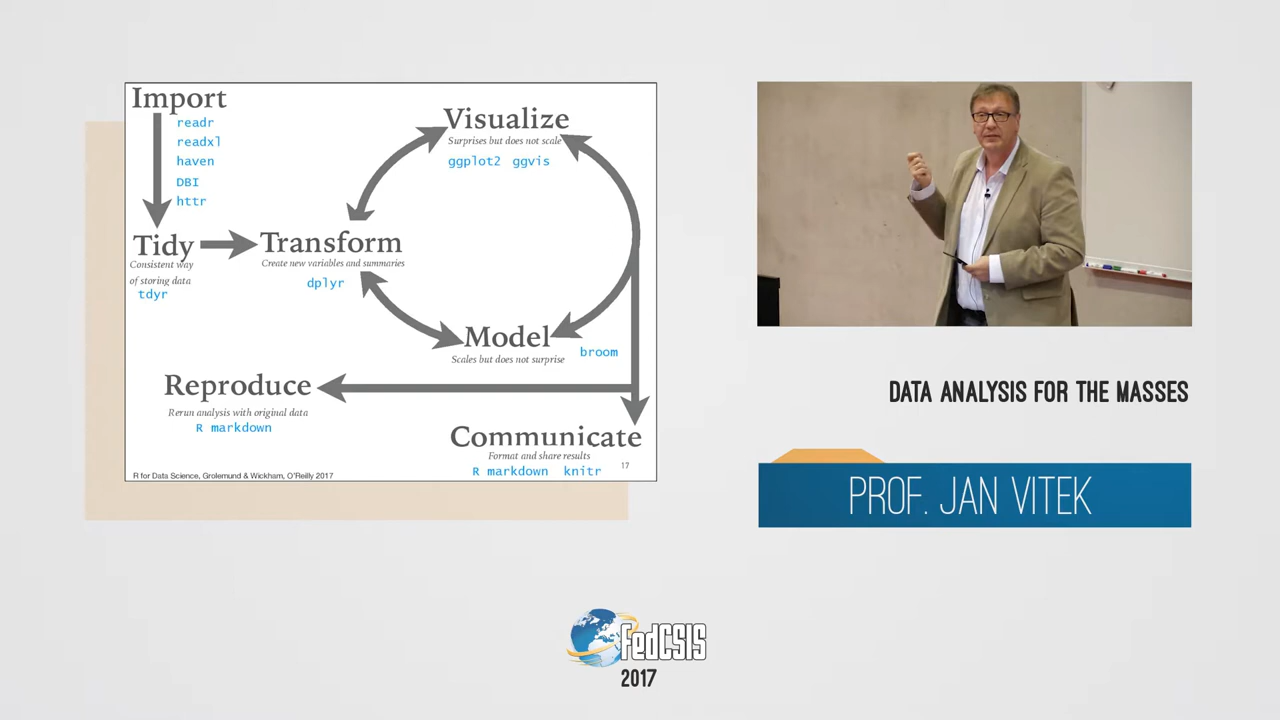 Import
readr
readxl
haven
DBI
httr
Tidy
Consistent way
of storing data
tdyr
Transform
Create new variables and summaries
dplyr
Visualize
Surprises but does not scale
ggplot2 ggvis
Model
Scales but does not surprise
broom
Reproduce
Rerun analysis with original data
R markdown
Communicate
Format and share results
R markdown knitr
17
R for Data Science, Grolemund & Wickham, O'Reilly 2017
DATA ANALYSIS FOR THE MASSES
PROF. JAN VITEK
FedCSIS
2017